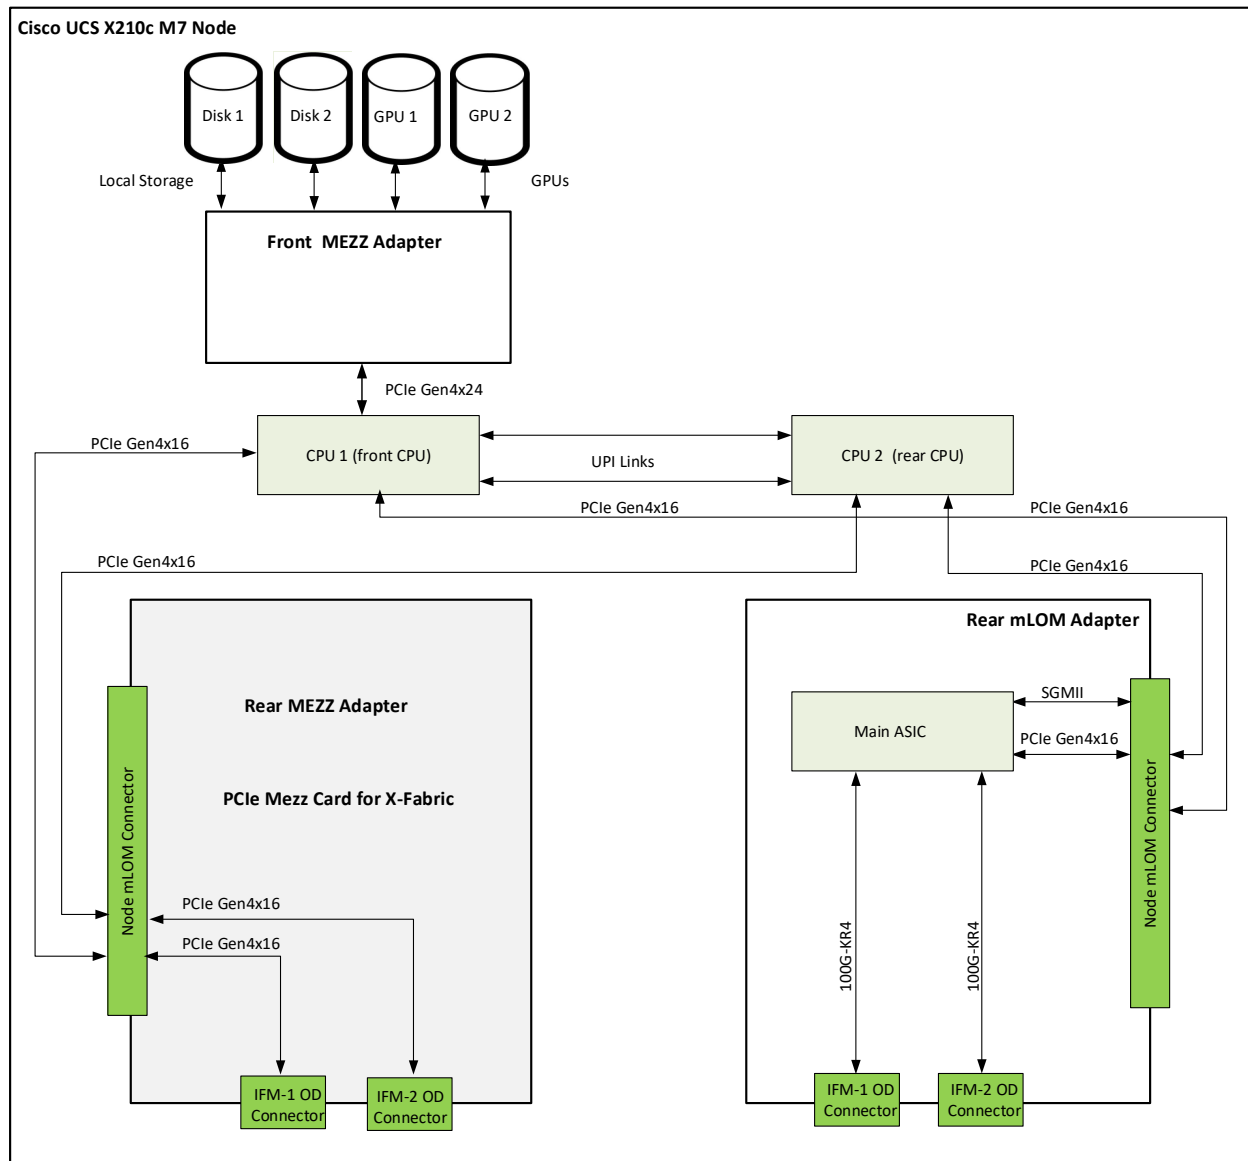 Cisco UCS X210c M7 Node
Disk 1
Disk 2
GPU 1
GPU 2
Local Storage
GPUs
Front MEZZ Adapter
PCIe Gen4x24
PCIe Gen4x16
CPU 1 (front CPU)
UPI Links
CPU 2 (rear CPU)
PCIe Gen4x16
PCIe Gen4x16
PCIe Gen4x16
PCIe Gen4x16
Rear MEZZ Adapter
PCIe Mezz Card for X-Fabric
Node mLOM Connector
PCIe Gen4x16
PCIe Gen4x16
IFM-1 OD
Connector
IFM-2 OD
Connector
Rear mLOM Adapter
SGMII
Main ASIC
PCIe Gen4x16
Node mLOM Connector
100G-KR4
100G-KR4
IFM-1 OD
Connector
IFM-2 OD
Connector